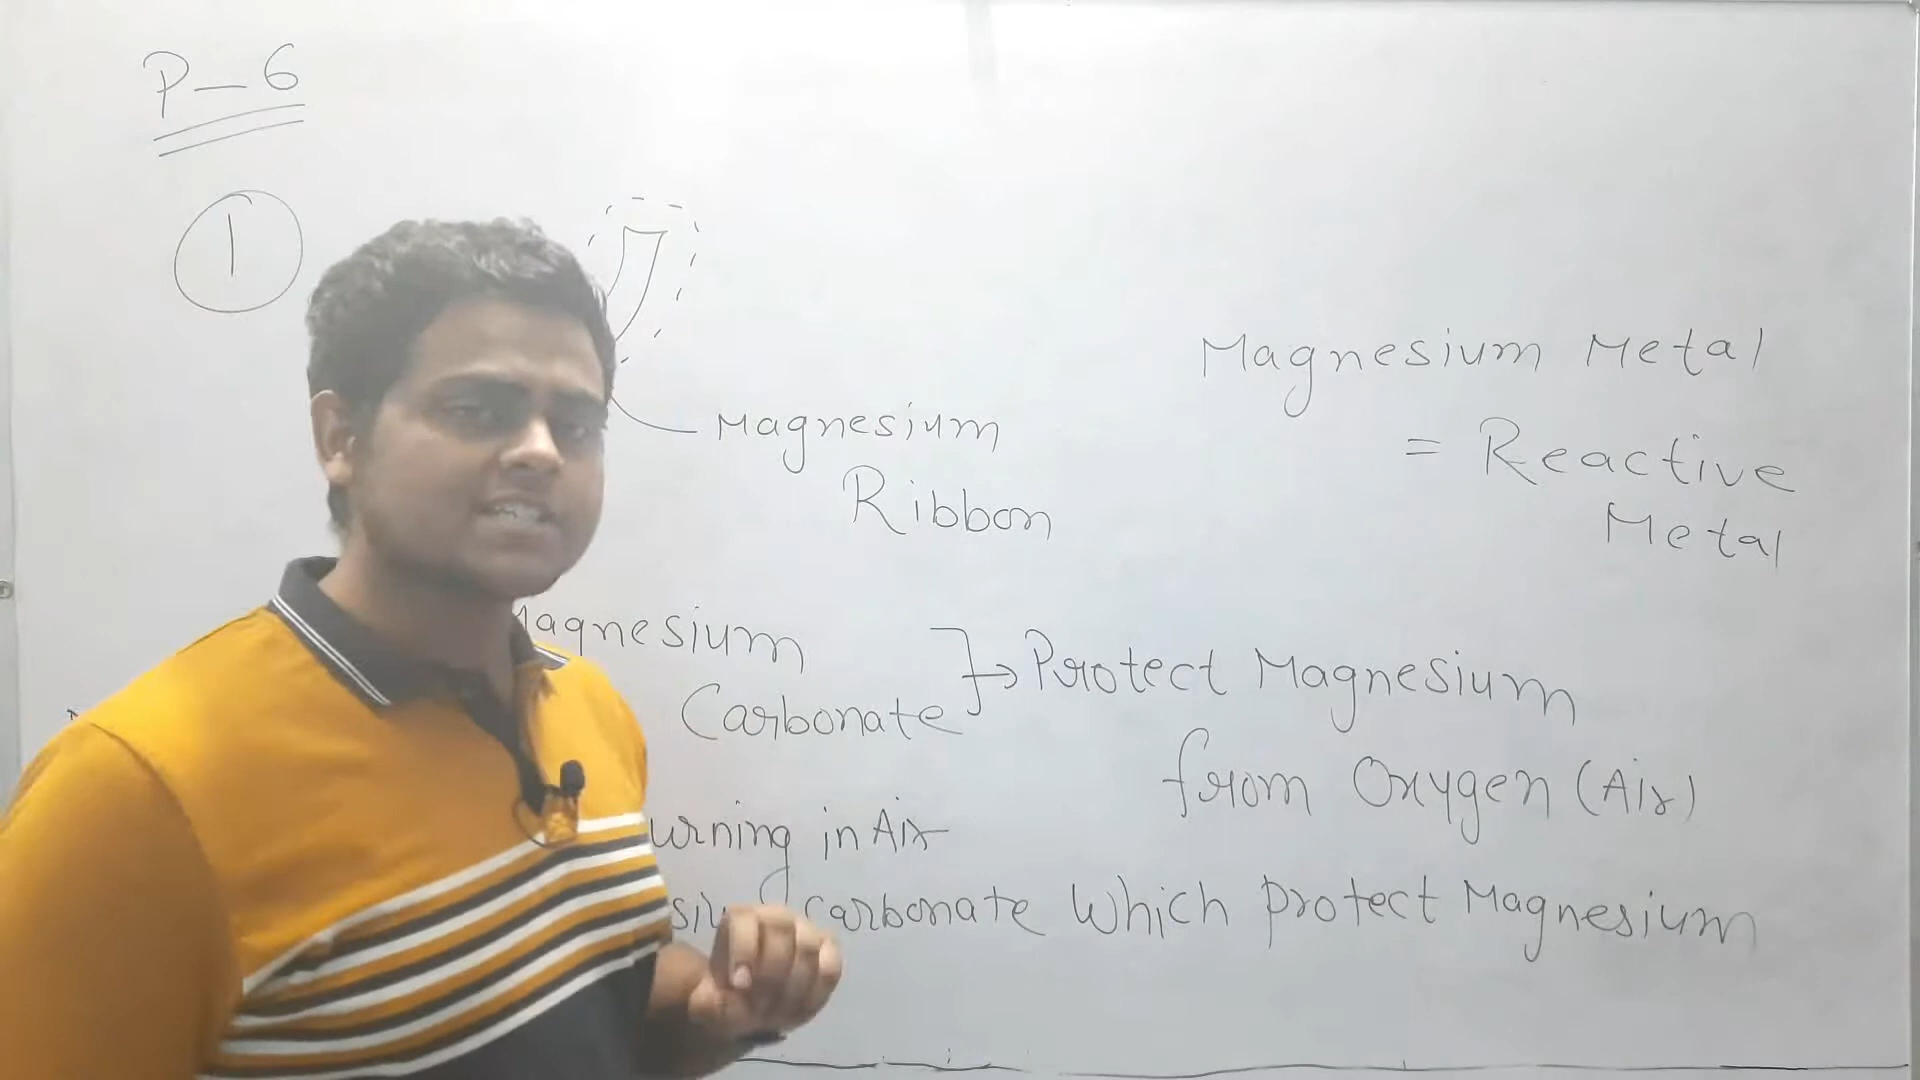 P-6
1
Magnesium Metal
Magnesium
= Reactive
Ribbon
Metal
Magnesium
Protect Magnesium
Carbonate
from Oxygen (Air)
urning in Air
carbonate which protect Magnesium